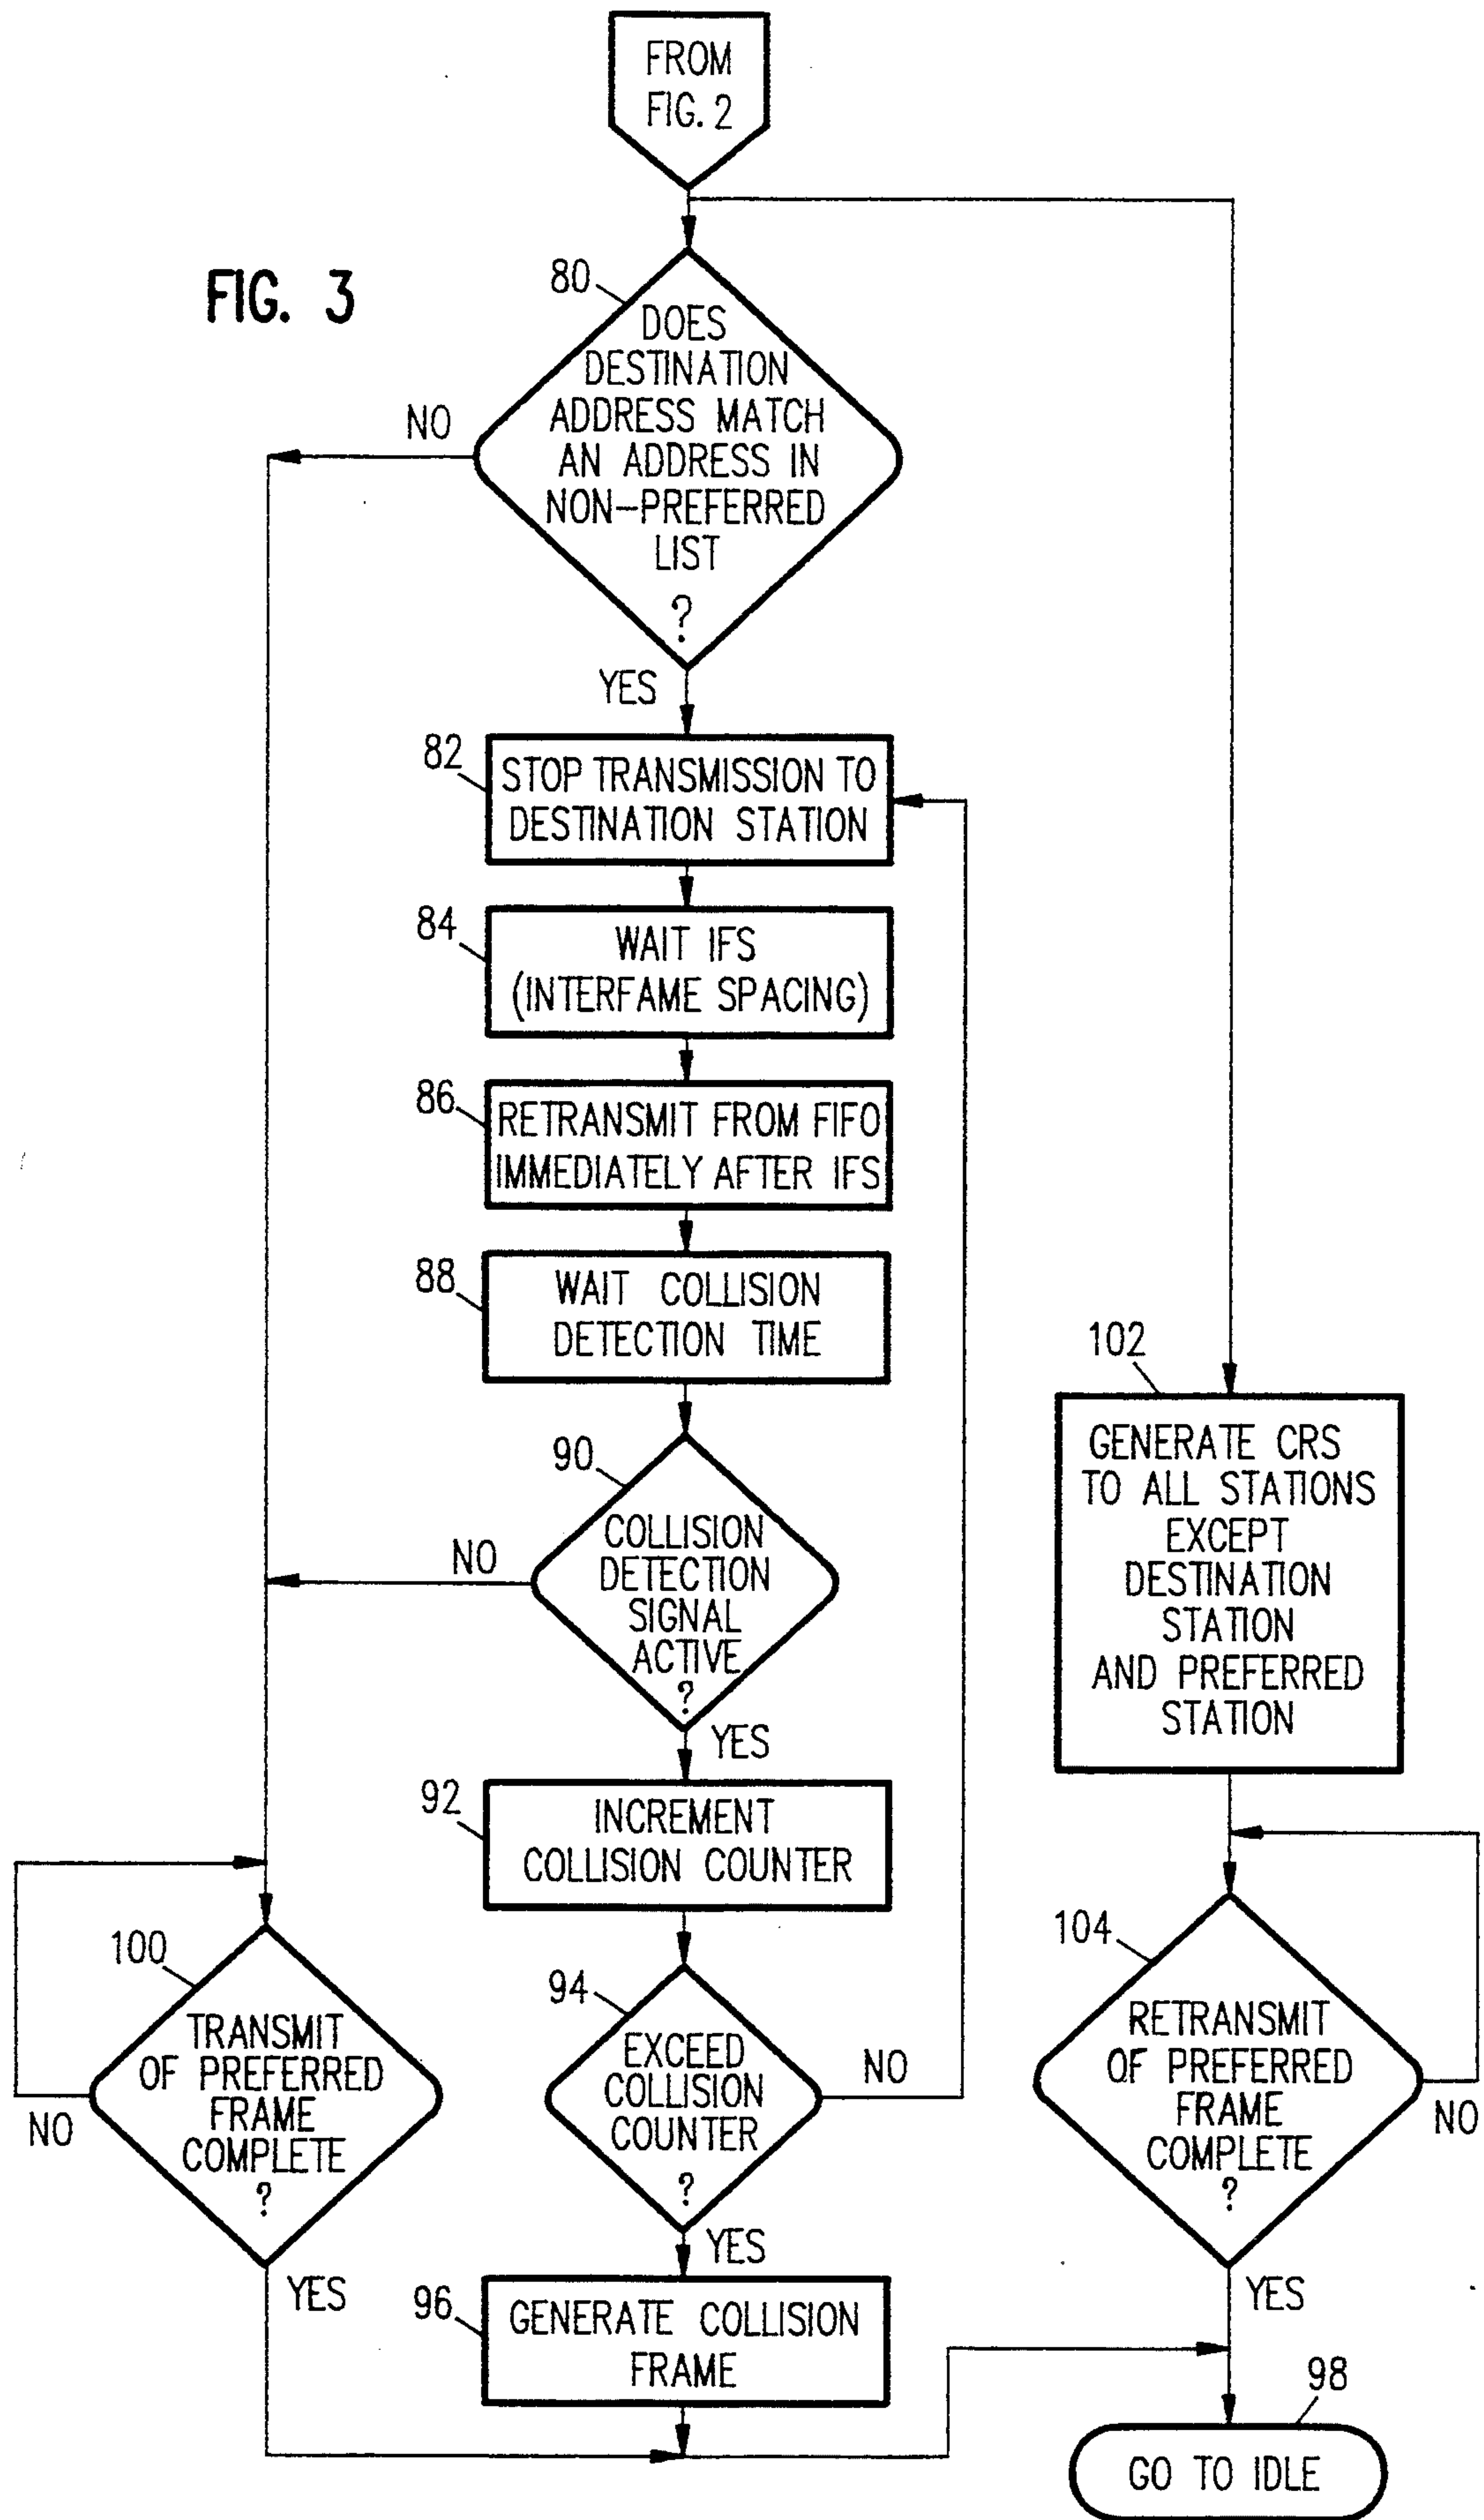 FROM
FIG. 2
FIG. 3
80
DOES
DESTINATION
ADDRESS MATCH
AN ADDRESS IN
NON-PREFERRED
LIST
?
NO
YES
82
STOP TRANSMISSION TO
DESTINATION STATION
84
WAIT IFS
(INTERFAME SPACING)
86
RETRANSMIT FROM FIFO
IMMEDIATELY AFTER IFS
88
WAIT COLLISION
DETECTION TIME
90
COLLISION
DETECTION
SIGNAL
ACTIVE
?
NO
YES
92
INCREMENT
COLLISION COUNTER
94
EXCEED
COLLISION
COUNTER
?
NO
YES
96
GENERATE COLLISION
FRAME
100
TRANSMIT
OF PREFERRED
FRAME
COMPLETE
?
NO
YES
102
GENERATE CRS
TO ALL STATIONS
EXCEPT
DESTINATION
STATION
AND PREFERRED
STATION
104
RETRANSMIT
OF PREFERRED
FRAME
COMPLETE
?
NO
YES
98
GO TO IDLE